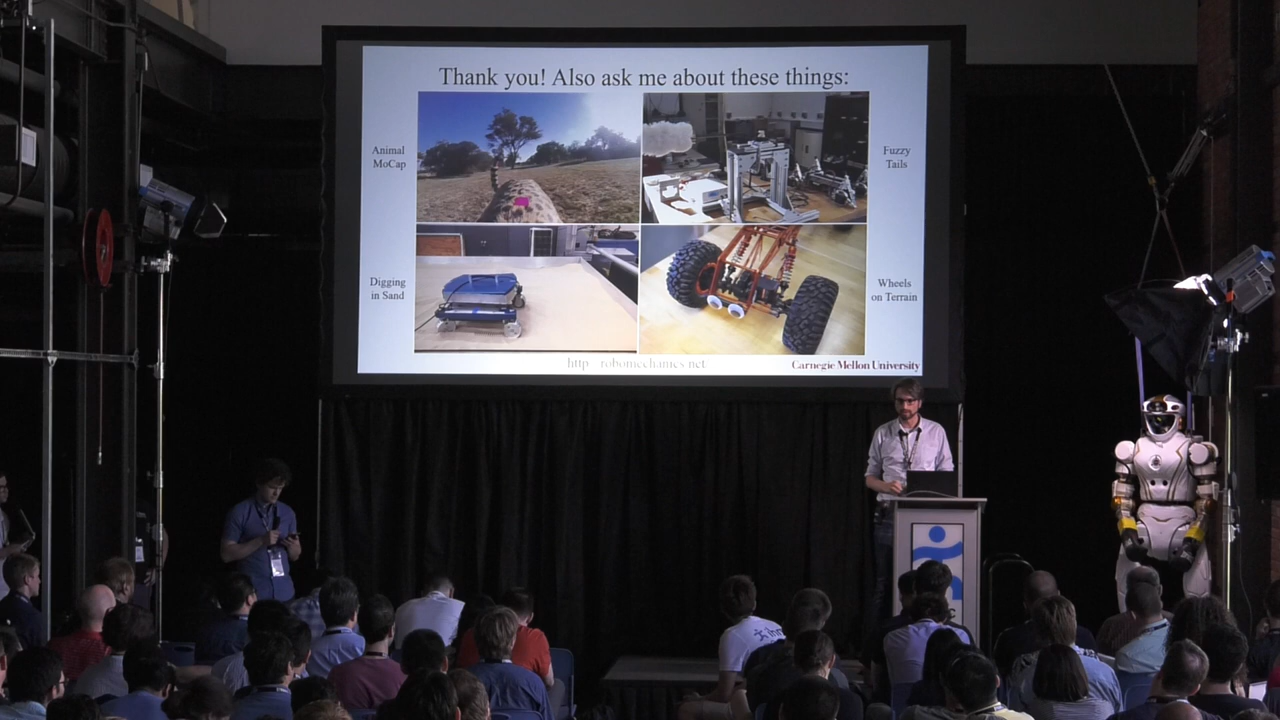 Thank you! Also ask me about these things:
Animal
MoCap
Fuzzy
Tails
Digging
in Sand
Wheels
on Terrain
http robomechanics.net
Carnegie Mellon University